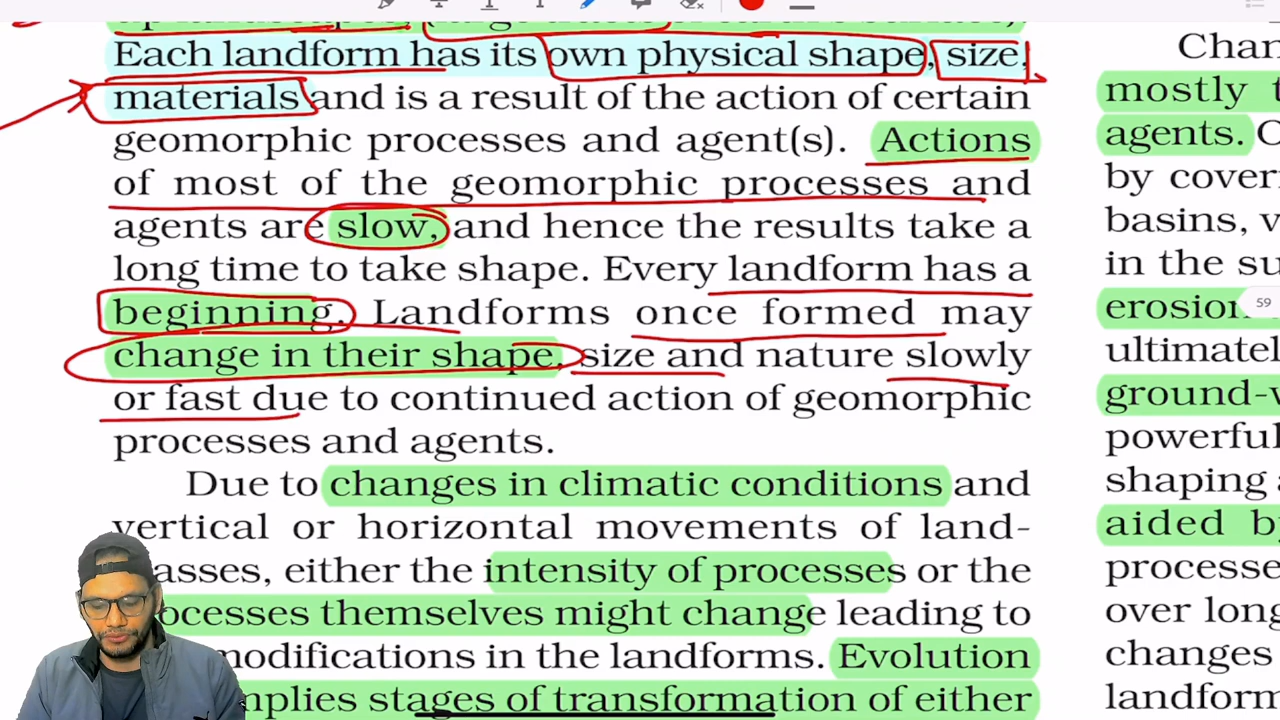 Each landform has its own physical shape, size,
materials and is a result of the action of certain
geomorphic processes and agent(s). Actions
of most of the geomorphic processes and
agents are slow, and hence the results take a
long time to take shape. Every landform has a
beginning. Landforms once formed may
change in their shape, size and nature slowly
or fast due to continued action of geomorphic
processes and agents.
Due to changes in climatic conditions and
vertical or horizontal movements of land-
asses, either the intensity of processes or the
ocesses themselves might change leading to
modifications in the landforms. Evolution
mplies stages of transformation of either
mostly
agents.
by
basins,
in the
59
ultimatel
powerful
shaping
aided
processe
over long
changes
landform